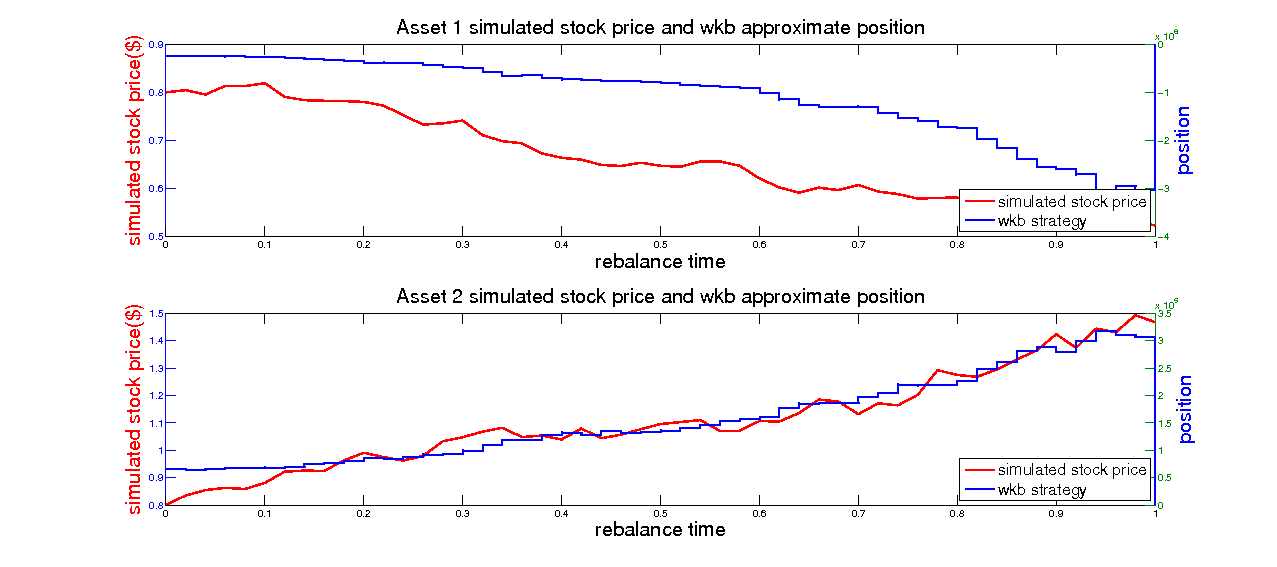 Asset 1 simulated stock price and wkb approximate position
x 10^6
simulated stock price($)
0.9
0.8
0.7
0.6
0.5
0
-1
-2
-3
-4
position
simulated stock price
wkb strategy
0 0.1 0.2 0.3 0.4 0.5 0.6 0.7 0.8 0.9 1
rebalance time
Asset 2 simulated stock price and wkb approximate position
simulated stock price($)
1.5
1.4
1.3
1.2
1.1
1
0.9
0.8
3.5
3
2.5
2
1.5
1
0.5
0
position
simulated stock price
wkb strategy
0 0.1 0.2 0.3 0.4 0.5 0.6 0.7 0.8 0.9 1
rebalance time